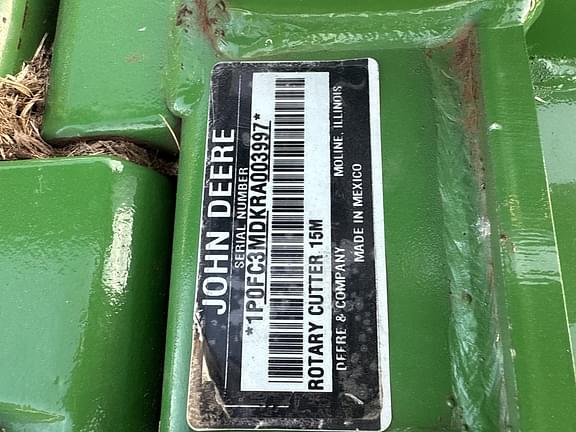 JOHN DEERE
SERIAL NUMBER
*1P0FC3MDKRA003997*
ROTARY CUTTER, 15M
DEERE & COMPANY MOLINE, ILLINOIS
MADE IN MEXICO